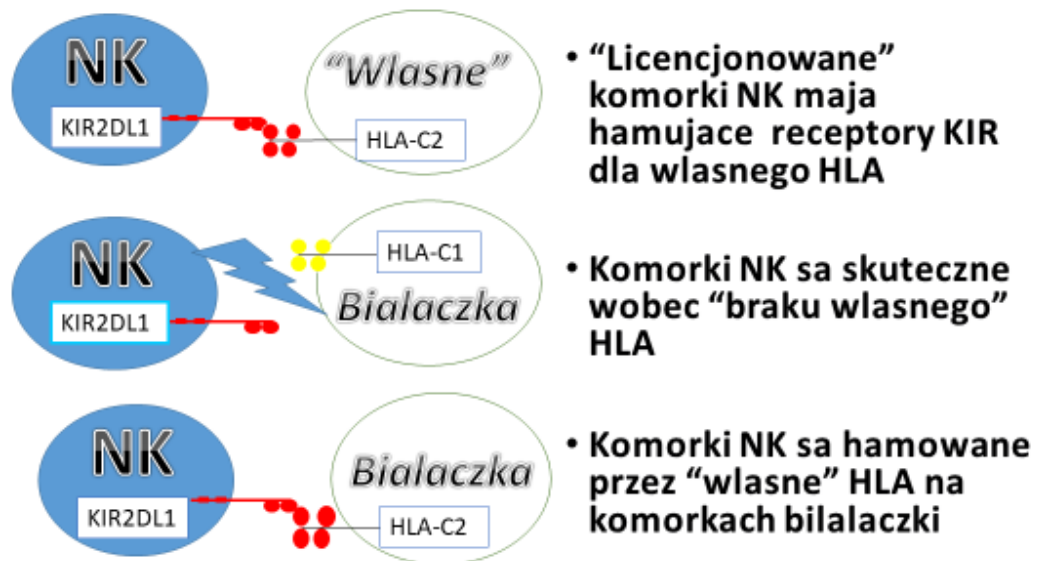 NK
KIR2DL1
“Wlasne”
HLA-C2
• “Licencjonowane”
komorki NK maja
hamujace receptory KIR
dla wlasnego HLA
NK
KIR2DL1
HLA-C1
Bialaczka
• Komorki NK sa skuteczne
wobec “braku wlasnego”
HLA
NK
KIR2DL1
Bialaczka
HLA-C2
• Komorki NK sa hamowane
przez “wlasne” HLA na
komorkach bilalaczki